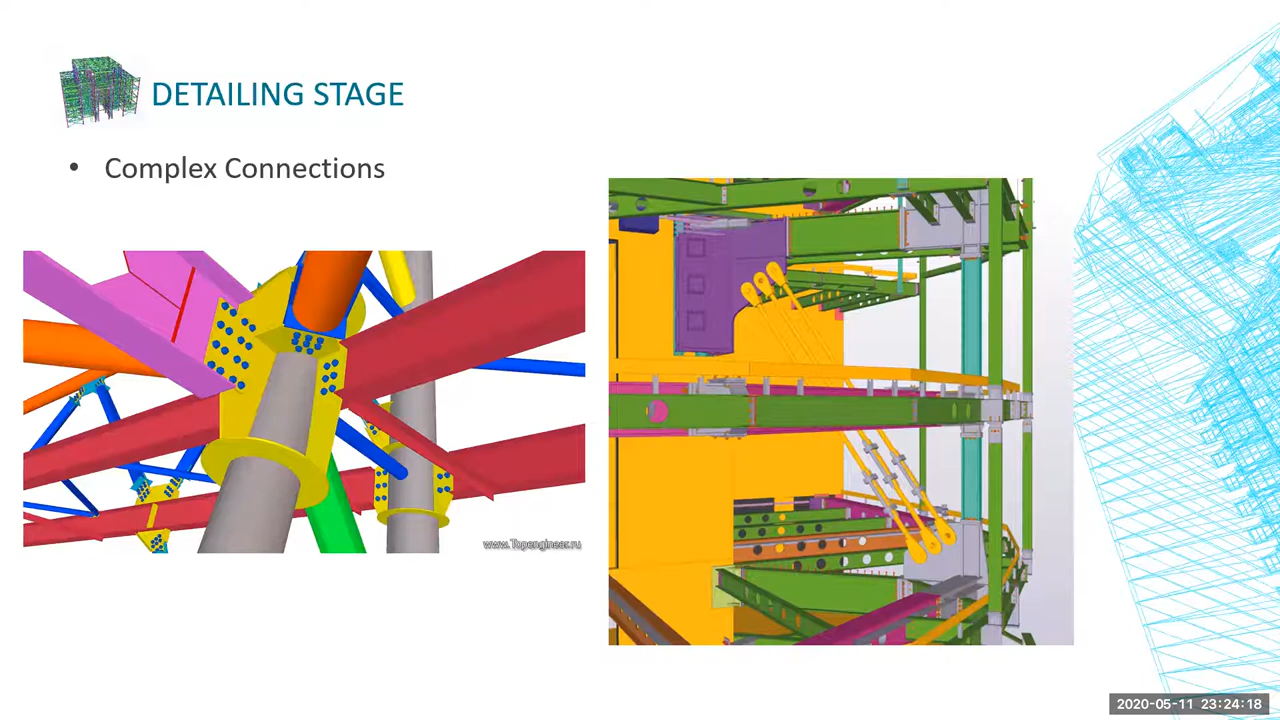 DETAILING STAGE
• Complex Connections
www.Topengineer.ru
2020-05-11 23:24:18